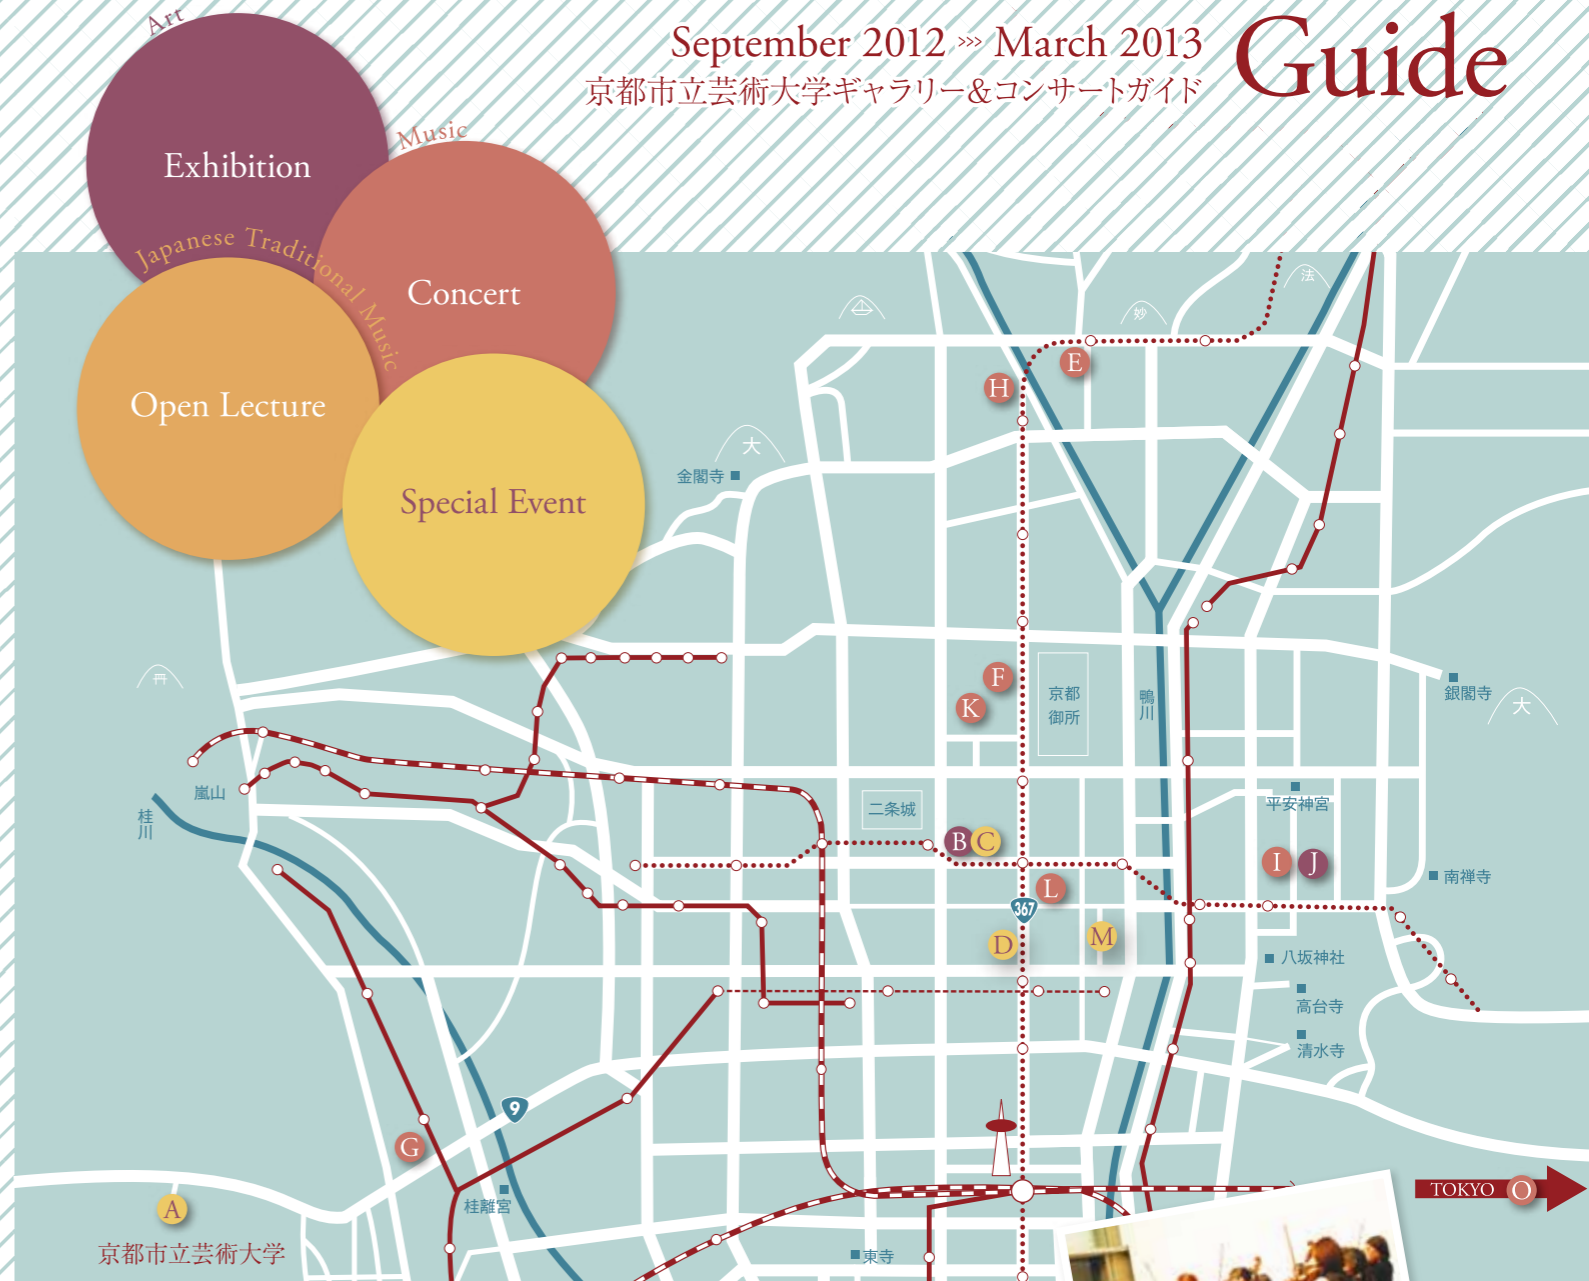 Art
September 2012 >>> March 2013
Guide
京都市立芸術大学ギャラリー&コンサートガイド
Exhibition
Music
Concert
Japanese Traditional Music
Open Lecture
Special Event
法
妙
E
H
大
金閣寺
F
K
京都
御所
鴨川
銀閣寺
大
嵐山
桂川
二条城
平安神宮
B
C
I
J
南禅寺
L
367
D
M
八坂神社
高台寺
清水寺
9
G
A
桂離宮
京都市立芸術大学
東寺
TOKYO O